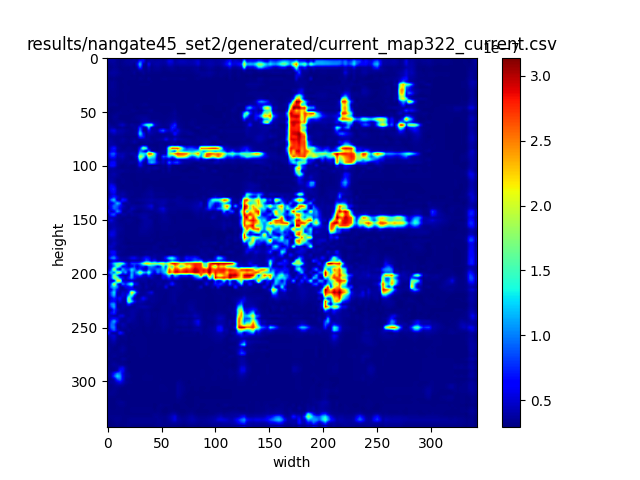 results/nangate45_set2/generated/current_map322_current.csv
1e−7
0
50
100
150
200
250
300
height
0 50 100 150 200 250 300
width
3.0
2.5
2.0
1.5
1.0
0.5